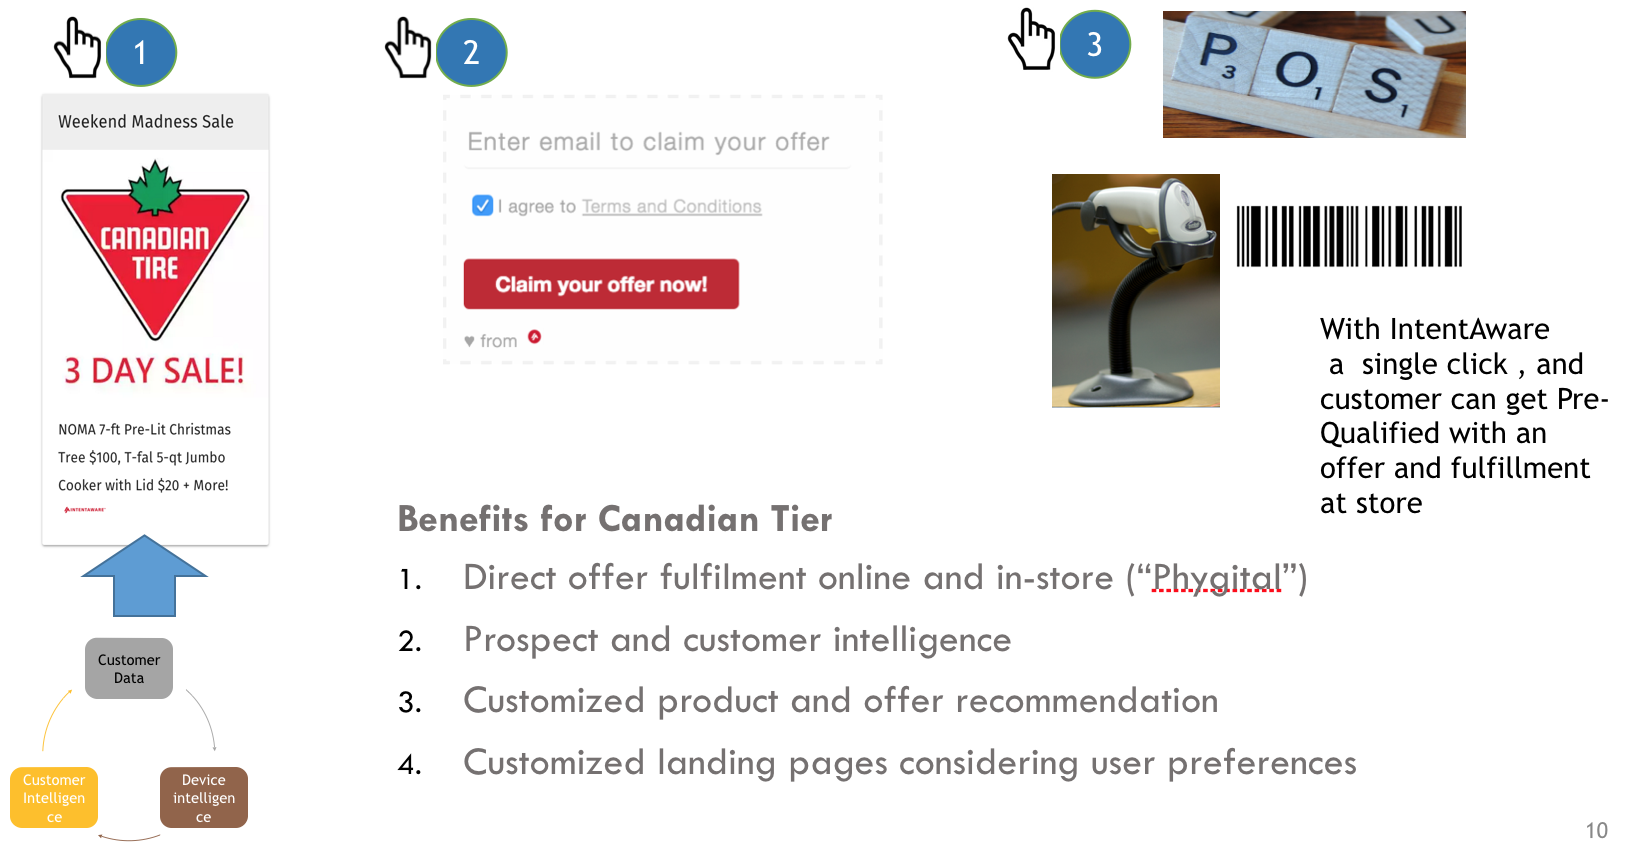 1
Weekend Madness Sale
CANADIAN
TIRE
3 DAY SALE!
NOMA 7-ft Pre-Lit Christmas
Tree $100, T-fal 5-qt Jumbo
Cooker with Lid $20 + More!
INTENTAWARE
Customer
Data
Customer
Intelligen
ce
Device
intelligen
ce
2
Enter email to claim your offer
I agree to Terms and Conditions
Claim your offer now!
♥ from
3
U
P3 O1 S1
With IntentAware
a single click , and
customer can get Pre-
Qualified with an
offer and fulfillment
at store
Benefits for Canadian Tier
1. Direct offer fulfilment online and in-store (“Phygital”)
2. Prospect and customer intelligence
3. Customized product and offer recommendation
4. Customized landing pages considering user preferences
10